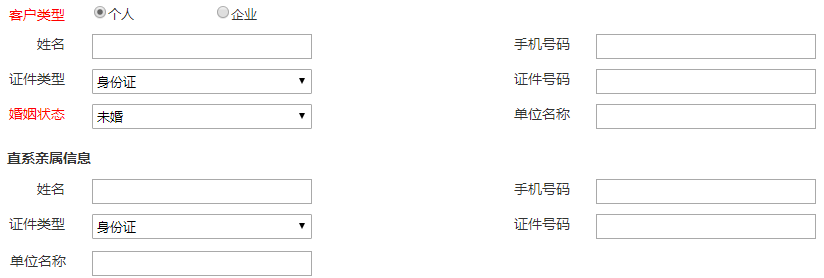 客户类型 个人 企业
姓名 手机号码
证件类型 身份证 证件号码
婚姻状态 未婚 单位名称
直系亲属信息
姓名 手机号码
证件类型 身份证 证件号码
单位名称